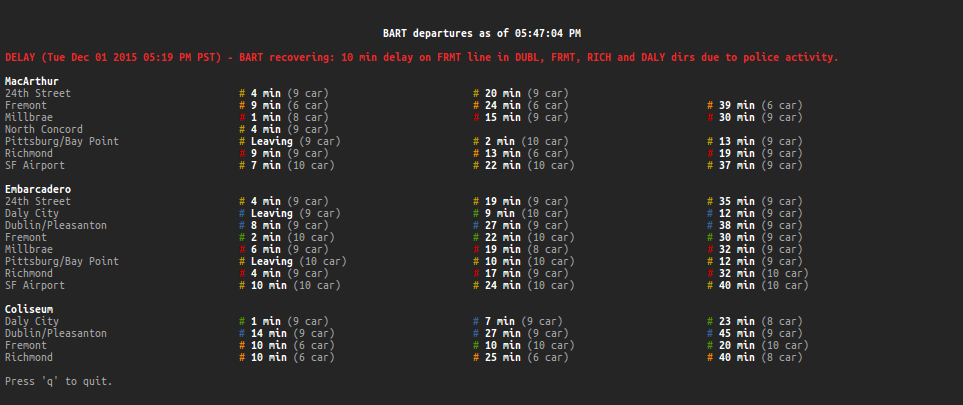 BART departures as of 05:47:04 PM
DELAY (Tue Dec 01 2015 05:19 PM PST) - BART recovering: 10 min delay on FRMT line in DUBL, FRMT, RICH and DALY dirs due to police activity.
MacArthur
24th Street # 4 min (9 car) # 20 min (9 car)
Fremont # 9 min (6 car) # 24 min (6 car) # 39 min (6 car)
Millbrae # 1 min (8 car) # 15 min (9 car) # 30 min (9 car)
North Concord # 4 min (9 car)
Pittsburg/Bay Point # Leaving (9 car) # 2 min (10 car) # 13 min (9 car)
Richmond # 9 min (9 car) # 13 min (6 car) # 19 min (9 car)
SF Airport # 7 min (10 car) # 22 min (10 car) # 37 min (9 car)
Embarcadero
24th Street # 4 min (9 car) # 19 min (9 car) # 35 min (9 car)
Daly City # Leaving (9 car) # 9 min (10 car) # 12 min (9 car)
Dublin/Pleasanton # 8 min (9 car) # 27 min (9 car) # 38 min (9 car)
Fremont # 2 min (10 car) # 22 min (10 car) # 30 min (9 car)
Millbrae # 6 min (9 car) # 19 min (8 car) # 32 min (9 car)
Pittsburg/Bay Point # Leaving (10 car) # 10 min (10 car) # 12 min (9 car)
Richmond # 4 min (9 car) # 17 min (9 car) # 32 min (10 car)
SF Airport # 10 min (10 car) # 24 min (10 car) # 40 min (10 car)
Coliseum
Daly City # 1 min (9 car) # 7 min (9 car) # 23 min (8 car)
Dublin/Pleasanton # 14 min (9 car) # 27 min (9 car) # 45 min (9 car)
Fremont # 10 min (6 car) # 10 min (10 car) # 20 min (10 car)
Richmond # 10 min (6 car) # 25 min (6 car) # 40 min (8 car)
Press 'q' to quit.